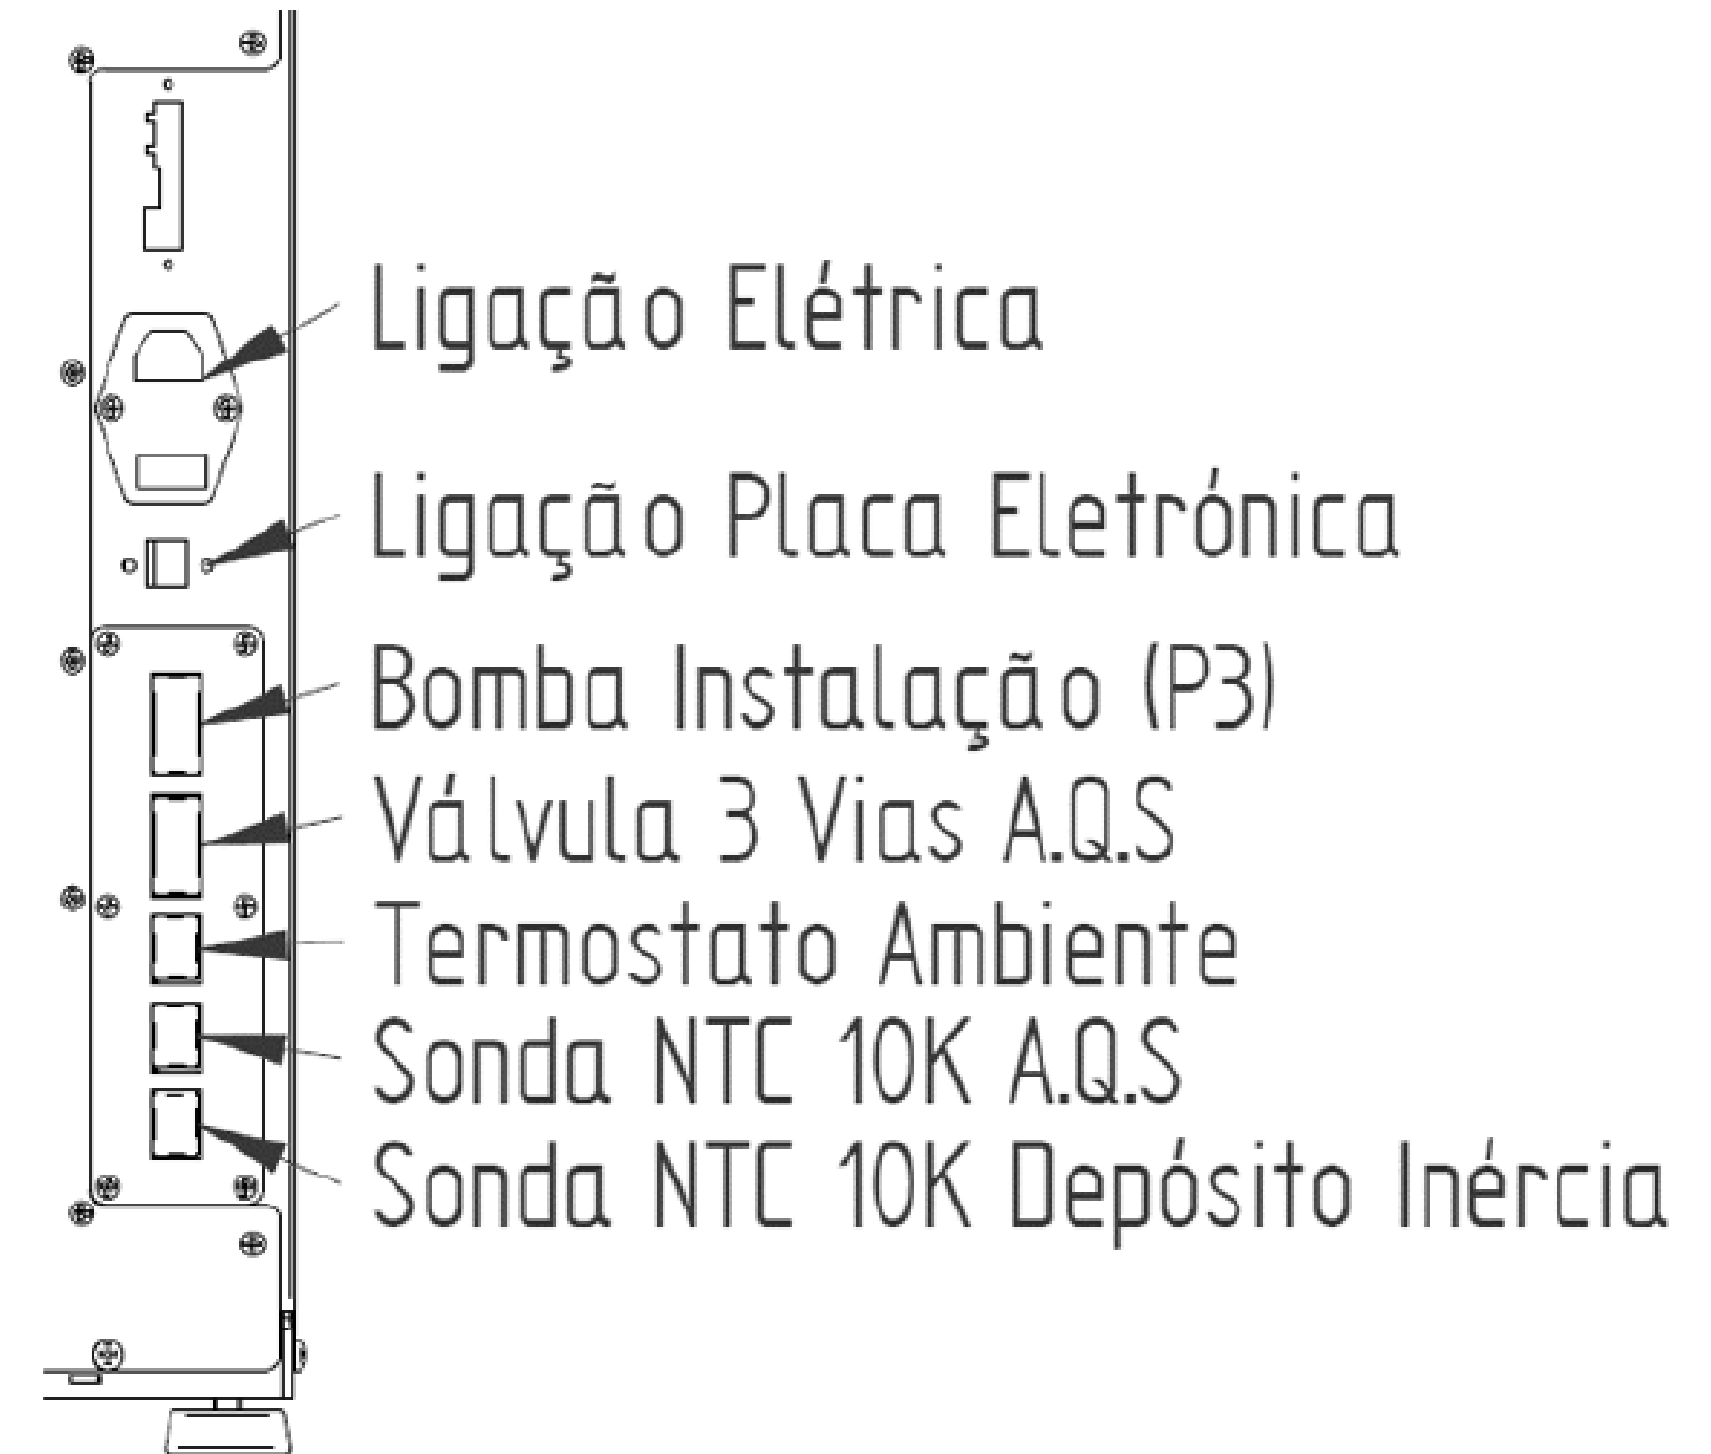 Ligação Elétrica
Ligação Placa Eletrónica
Bomba Instalação (P3)
Válvula 3 Vias A.Q.S
Termostato Ambiente
Sonda NTC 10K A.Q.S
Sonda NTC 10K Depósito Inércia